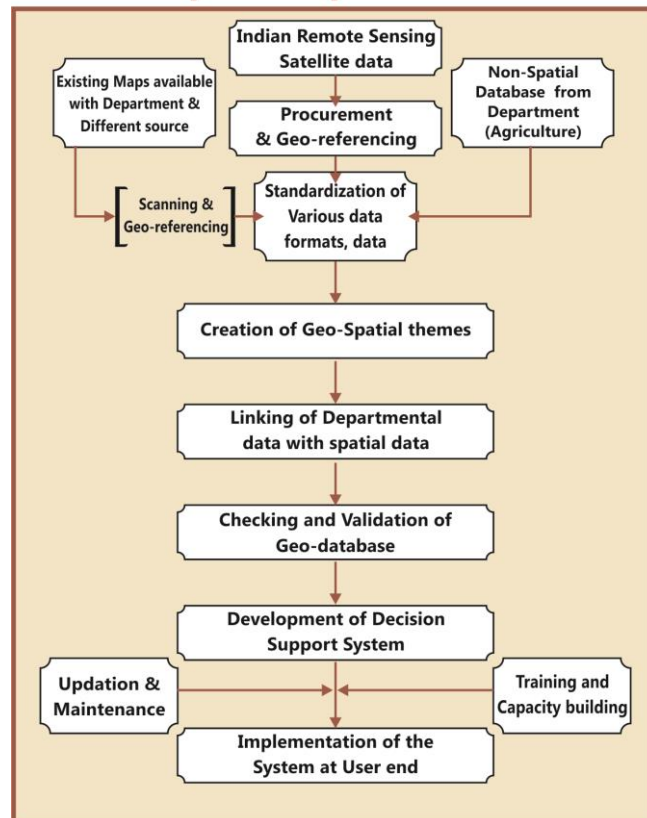 Indian Remote Sensing
Satellite data
Existing Maps available
with Department &
Different source
Non-Spatial
Database from
Department
(Agriculture)
Procurement
& Geo-referencing
Scanning &
Geo-referencing
Standardization of
Various data
formats, data
Creation of Geo-Spatial themes
Linking of Departmental
data with spatial data
Checking and Validation of
Geo-database
Development of Decision
Support System
Updation &
Maintenance
Training and
Capacity building
Implementation of the
System at User end